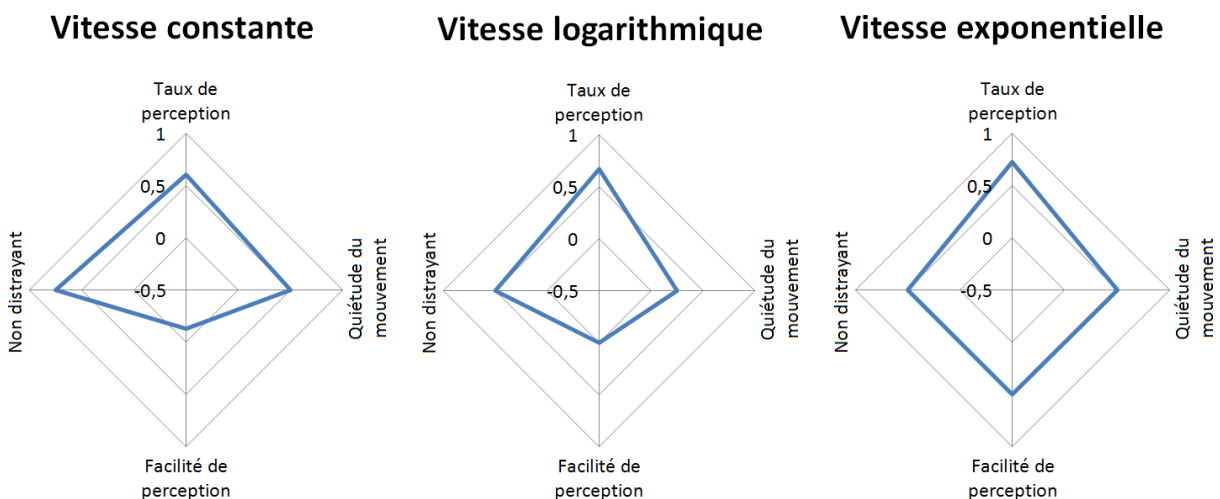 Vitesse constante
Taux de
perception
1
0,5
0
-0,5
Non distrayant
Quiétude du
mouvement
Facilité de
perception
Vitesse logarithmique
Taux de
perception
1
0,5
0
-0,5
Non distrayant
Quiétude du
mouvement
Facilité de
perception
Vitesse exponentielle
Taux de
perception
1
0,5
0
-0,5
Non distrayant
Quiétude du
mouvement
Facilité de
perception